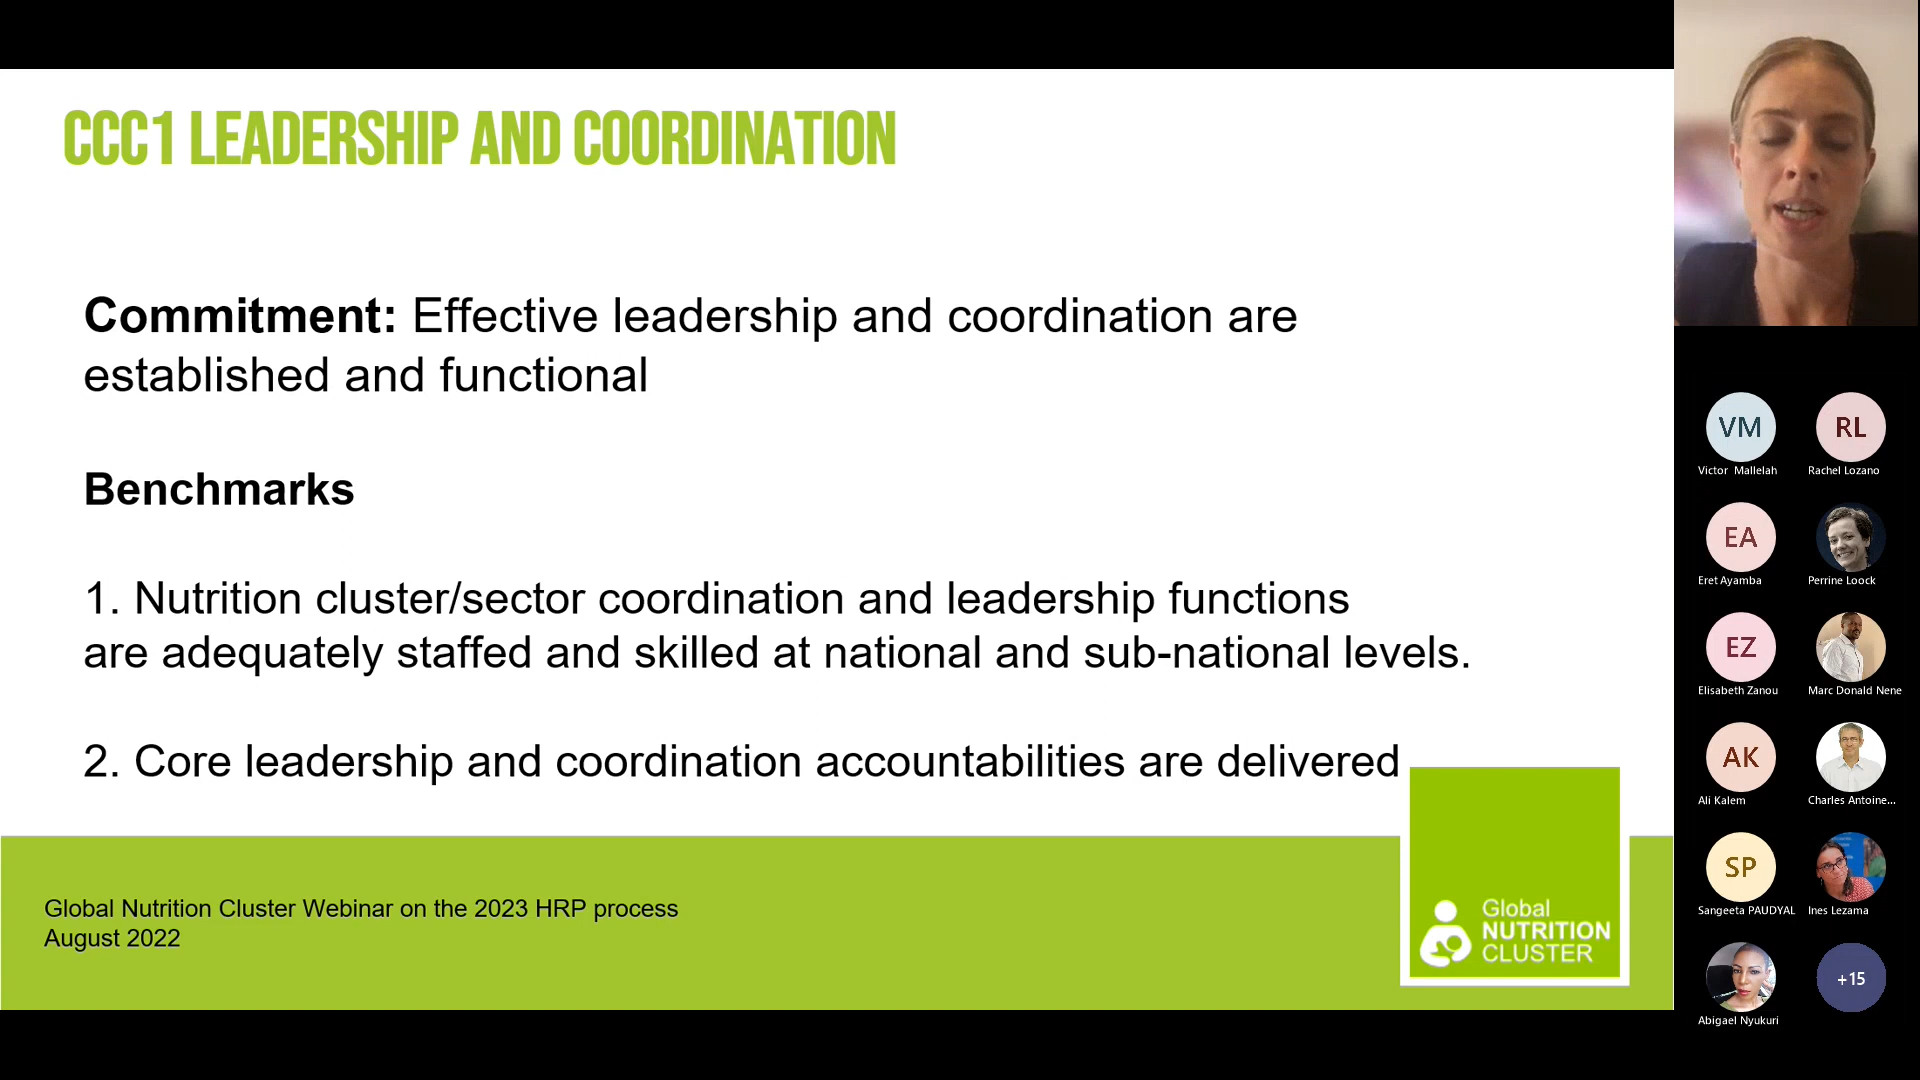 CCC1 LEADERSHIP AND COORDINATION
Commitment: Effective leadership and coordination are
established and functional
Benchmarks
1. Nutrition cluster/sector coordination and leadership functions
are adequately staffed and skilled at national and sub-national levels.
2. Core leadership and coordination accountabilities are delivered
Global Nutrition Cluster Webinar on the 2023 HRP process
August 2022
Global
NUTRITION
CLUSTER
VM
Victor Mallelah
RL
Rachel Lozano
EA
Eret Ayamba
Perrine Loock
EZ
Elisabeth Zanou
Marc Donald Nene
AK
Ali Kalem
Charles Antoine...
SP
Sangeeta PAUDYAL
Ines Lezama
Abigael Nyukuri
+15